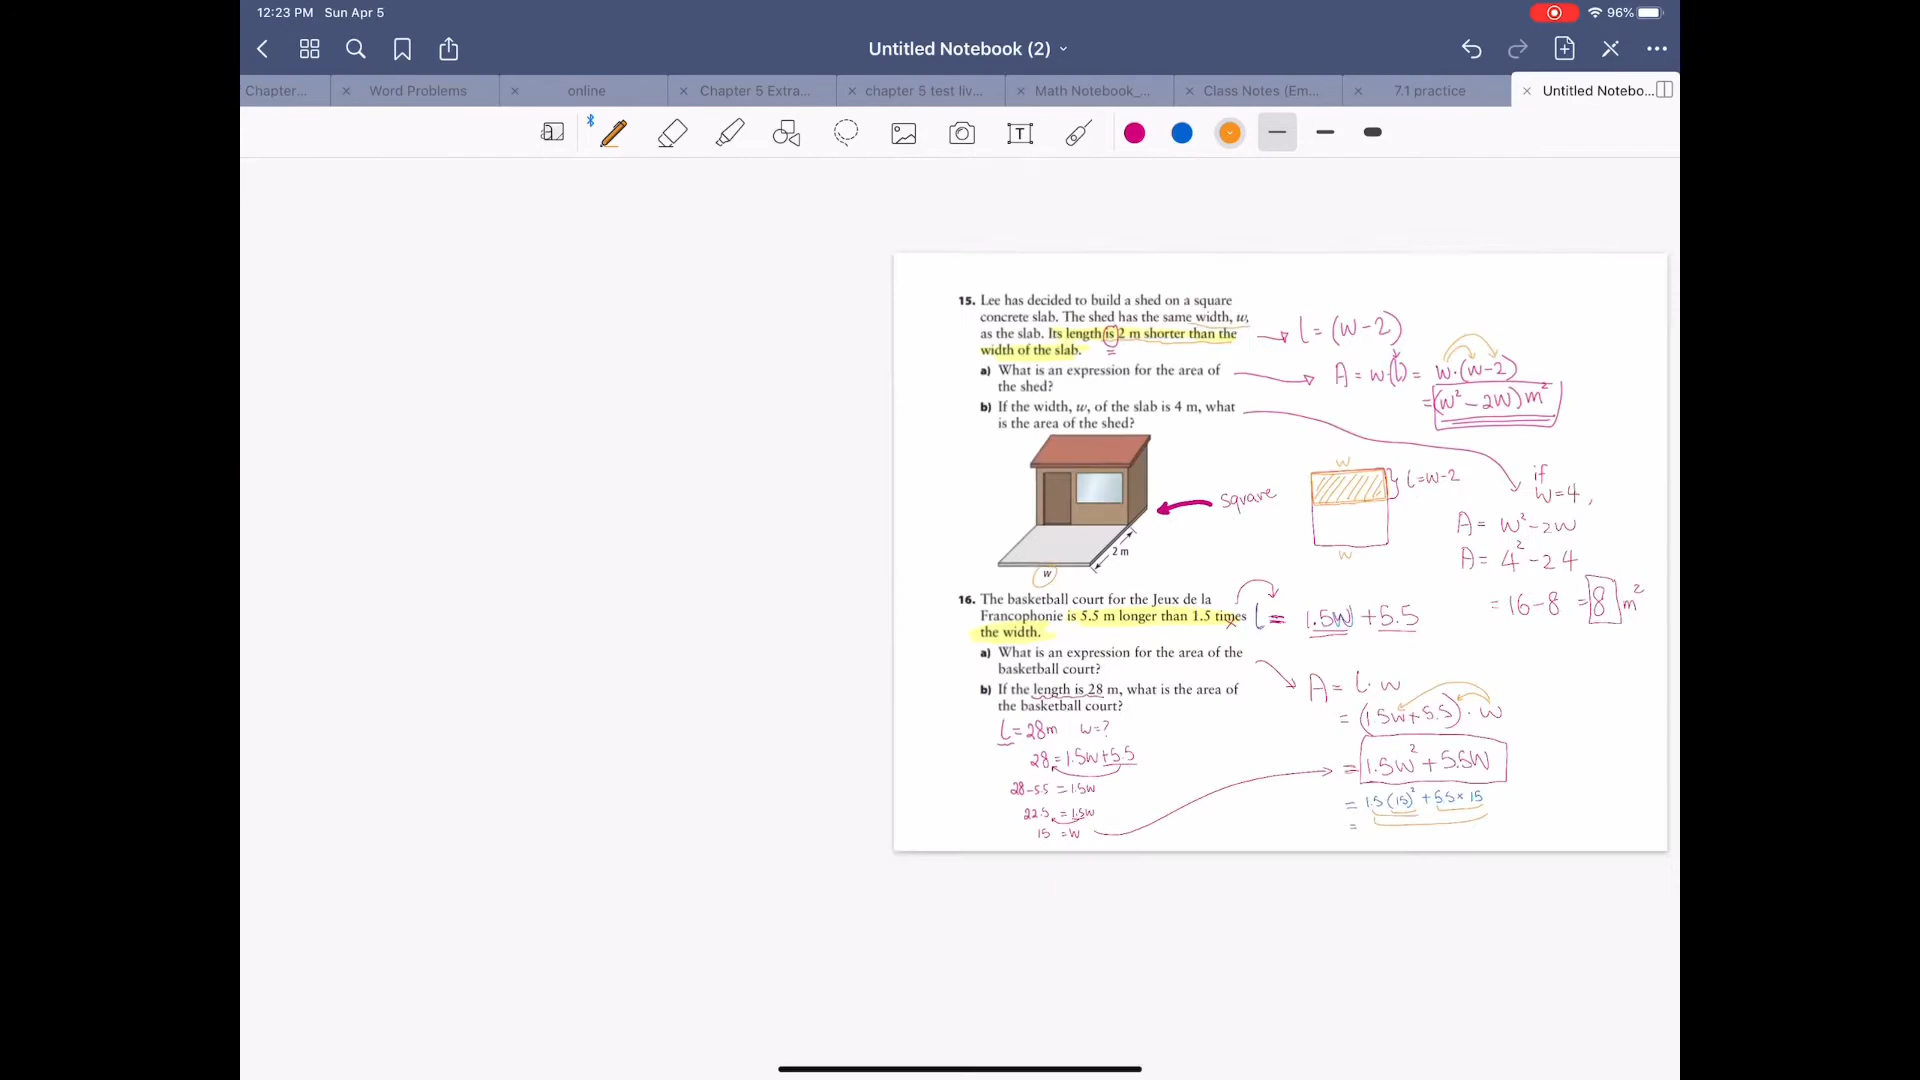 12:23 PM Sun Apr 5
96%
Untitled Notebook (2)
Chapter...
Word Problems
online
Chapter 5 Extra...
chapter 5 test liv...
Math Notebook_...
Class Notes (Em...
7.1 practice
Untitled Notebo...
15. Lee has decided to build a shed on a square
concrete slab. The shed has the same width, w,
as the slab. Its length is 2 m shorter than the
width of the slab.
=
l = (w-2)
a) What is an expression for the area of
the shed?
A = w(l) = w·(w-2)
= (w² - 2w) m²
b) If the width, w, of the slab is 4 m, what
is the area of the shed?
2 m
w
square
w
l=w-2
w
if
w=4,
A = w²-2w
A = 4²-24
= 16-8 = 8 m²
16. The basketball court for the Jeux de la
Francophonie is 5.5 m longer than 1.5 times
the width.
l = 1.5w + 5.5
a) What is an expression for the area of the
basketball court?
b) If the length is 28 m, what is the area of
the basketball court?
l = 28m w=?
28 = 1.5w+5.5
28-5.5 = 1.5w
22.5 = 1.5w
15 = w
A = l·w
= (1.5w+5.5)·w
= 1.5w² + 5.5w
= 1.5(15)² + 5.5×15
=